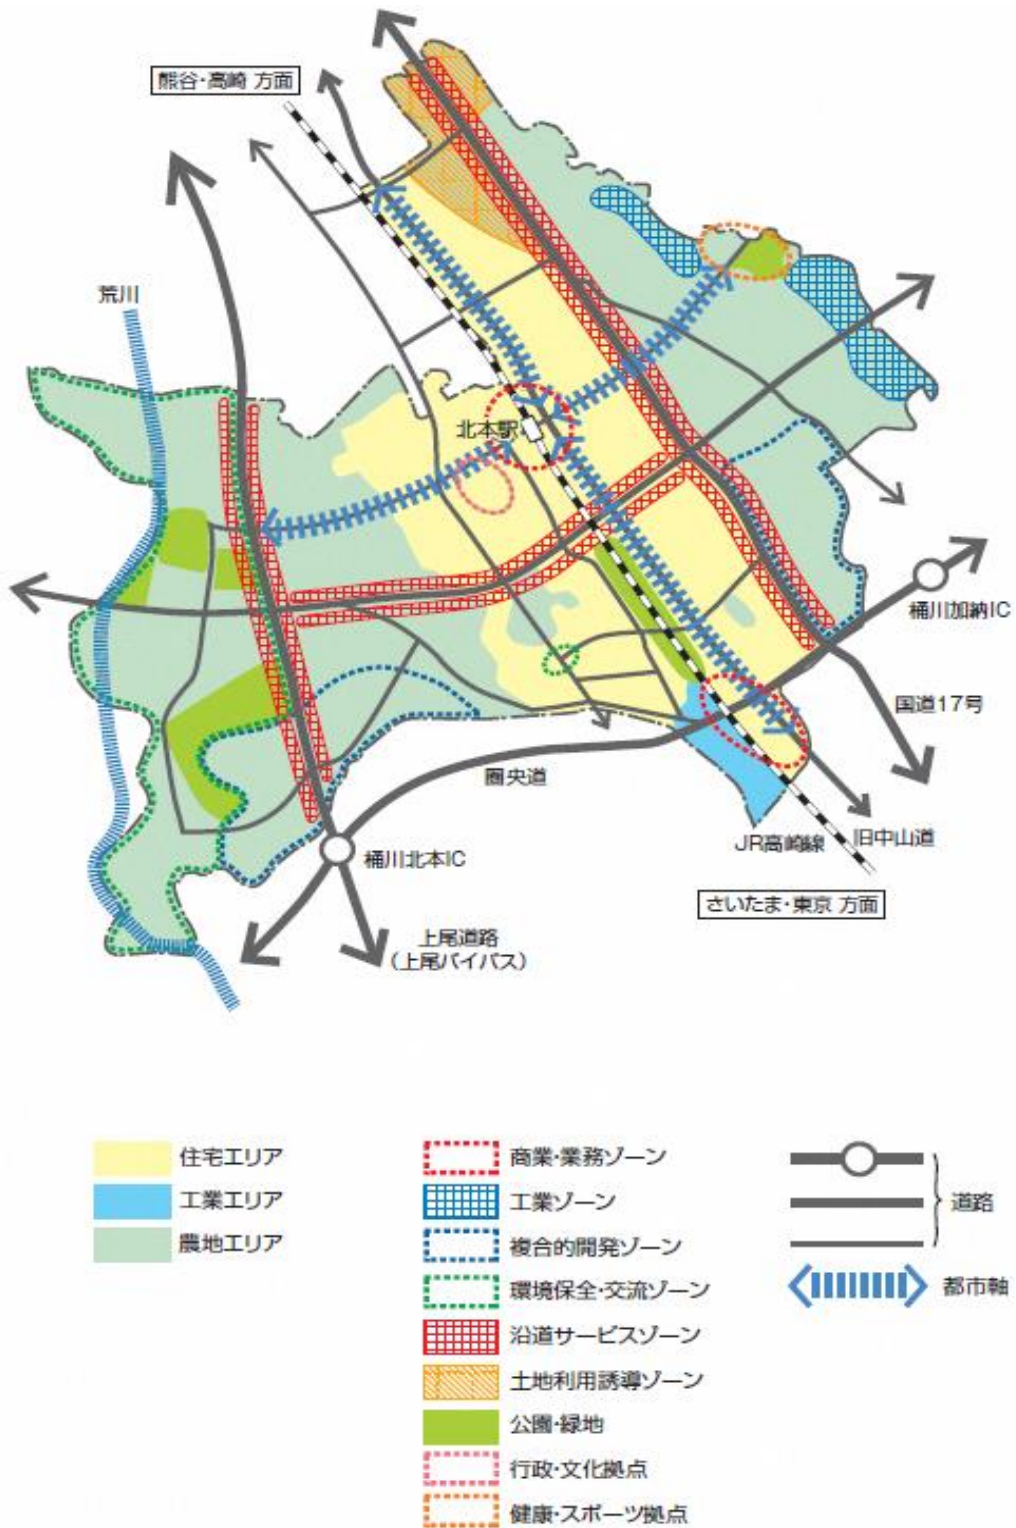 熊谷・高崎 方面
荒川
北本駅
桶川加納IC
国道17号
圏央道
JR高崎線
旧中山道
桶川北本IC
さいたま・東京 方面
上尾道路
(上尾バイパス)
住宅エリア
工業エリア
農地エリア
商業・業務ゾーン
工業ゾーン
複合的開発ゾーン
環境保全・交流ゾーン
沿道サービスゾーン
土地利用誘導ゾーン
公園・緑地
行政・文化拠点
健康・スポーツ拠点
道路
都市軸